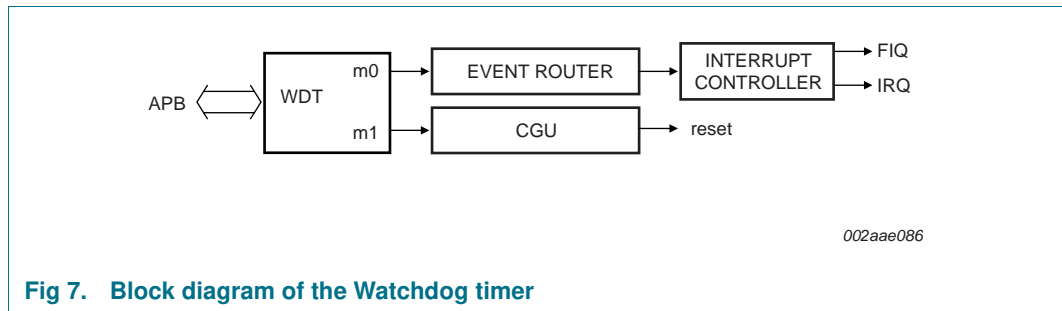 APB
WDT
m0
m1
EVENT ROUTER
CGU
INTERRUPT
CONTROLLER
FIQ
IRQ
reset
002aae086
Fig 7. Block diagram of the Watchdog timer